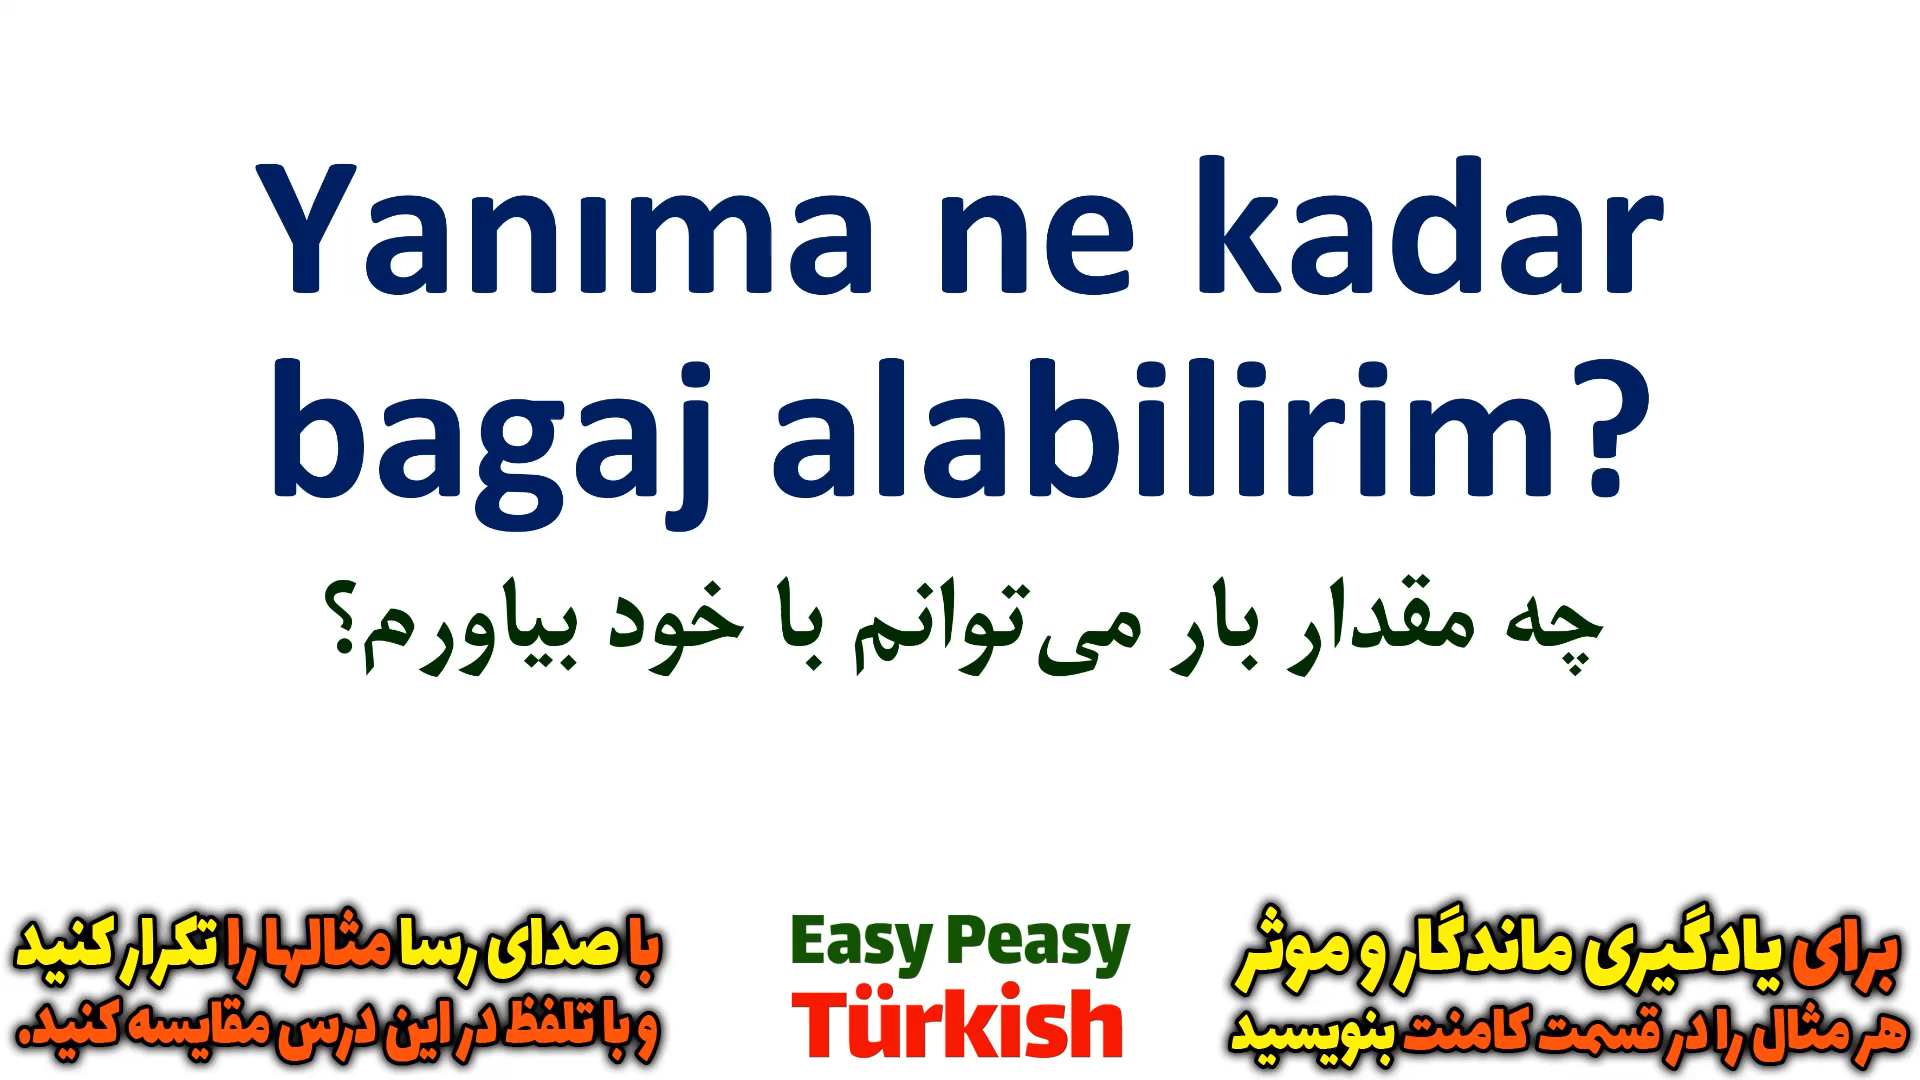 Yanıma ne kadar
bagaj alabilirim?
چه مقدار بار می‌توانم با خود بیاورم؟
برای یادگیری ماندگار و موثر
هر مثال را در قسمت کامنت بنویسید
Easy Peasy
Türkish
با صدای رسا مثالها را تکرار کنید
و با تلفظ در این درس مقایسه کنید.